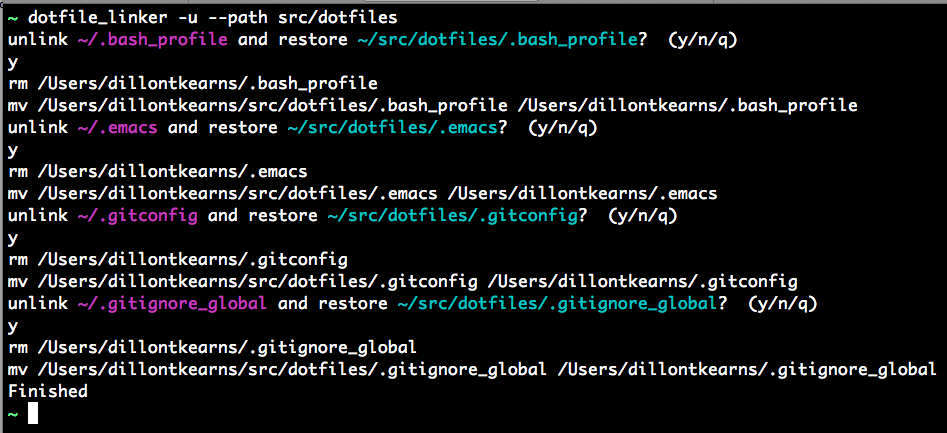 ~ dotfile_linker -u --path src/dotfiles
unlink ~/.bash_profile and restore ~/src/dotfiles/.bash_profile?  (y/n/q)
y
rm /Users/dillontkearns/.bash_profile
mv /Users/dillontkearns/src/dotfiles/.bash_profile /Users/dillontkearns/.bash_profile
unlink ~/.emacs and restore ~/src/dotfiles/.emacs?  (y/n/q)
y
rm /Users/dillontkearns/.emacs
mv /Users/dillontkearns/src/dotfiles/.emacs /Users/dillontkearns/.emacs
unlink ~/.gitconfig and restore ~/src/dotfiles/.gitconfig?  (y/n/q)
y
rm /Users/dillontkearns/.gitconfig
mv /Users/dillontkearns/src/dotfiles/.gitconfig /Users/dillontkearns/.gitconfig
unlink ~/.gitignore_global and restore ~/src/dotfiles/.gitignore_global?  (y/n/q)
y
rm /Users/dillontkearns/.gitignore_global
mv /Users/dillontkearns/src/dotfiles/.gitignore_global /Users/dillontkearns/.gitignore_global
Finished
~